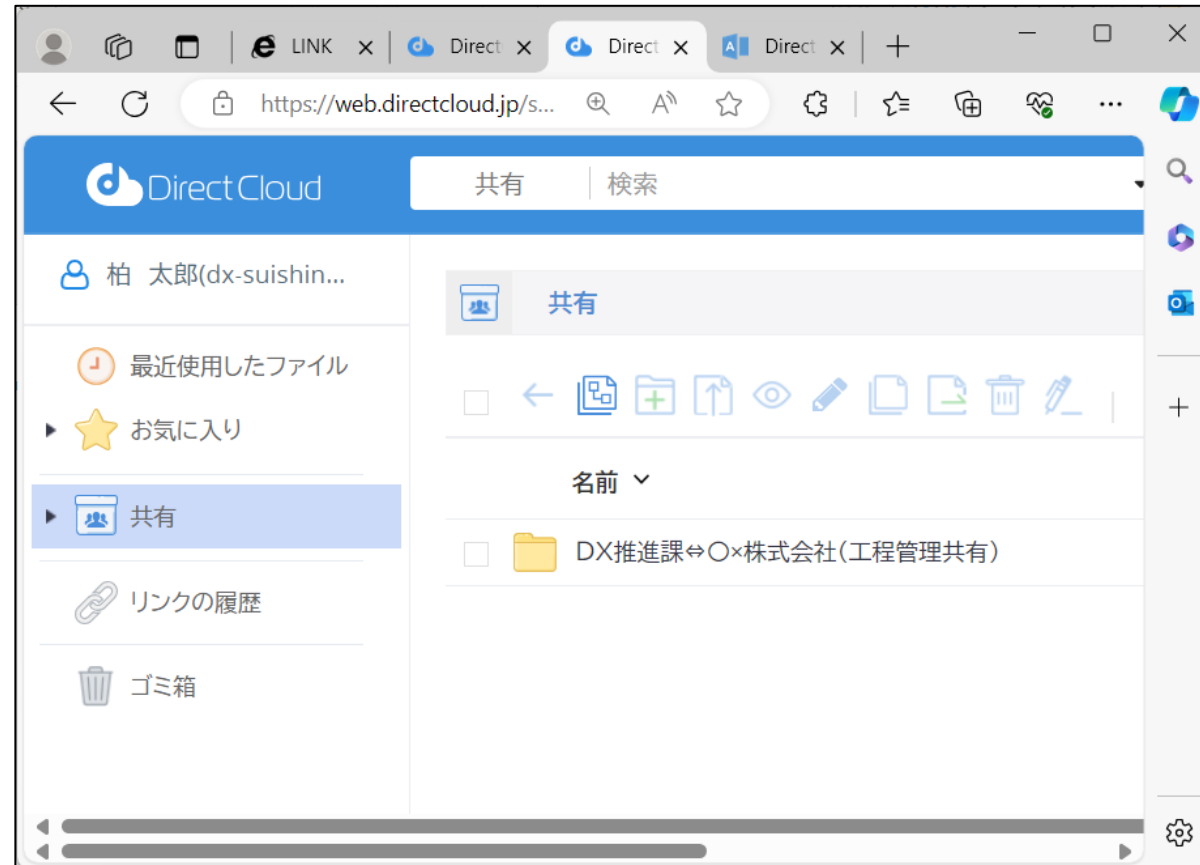 LINK
Direct
Direct
Direct
https://web.directcloud.jp/s...
DirectCloud
共有
検索
柏 太郎(dx-suishin...
共有
最近使用したファイル
お気に入り
共有
リンクの履歴
ゴミ箱
名前
DX推進課⇔〇×株式会社(工程管理共有)